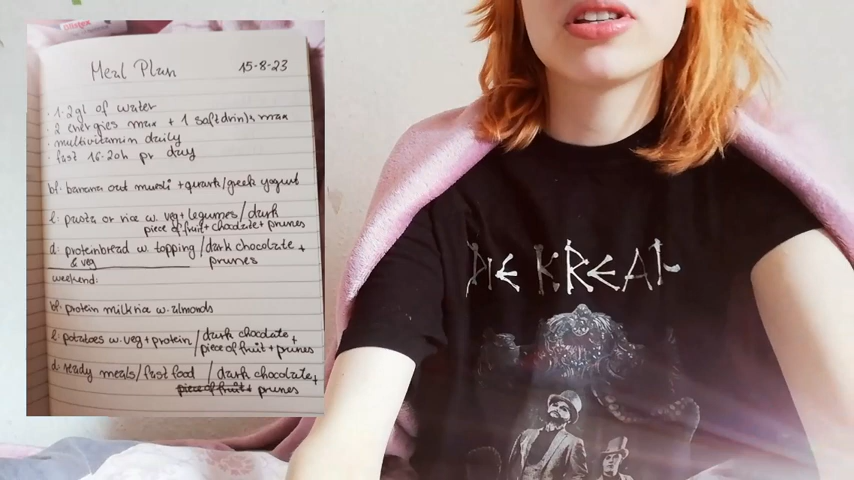 Meal Plan 15-8-23
· 1-2gl of water
· 2 energies max + 1 softdrink max
· multivitamin daily
· fast 16-20h pr day
bf: banana oat muesli + quark/greek yogurt
l: pasta or rice w. veg + legumes / dark
piece of fruit + chocolate + prunes
d: proteinbread w. topping / dark chocolate +
& veg prunes
weekend:
bf: protein milkrice w. almonds
l: potatoes w. veg + protein / dark chocolate +
piece of fruit + prunes
d: ready meals / fast food / dark chocolate +
piece of fruit + prunes
DIE KREAT